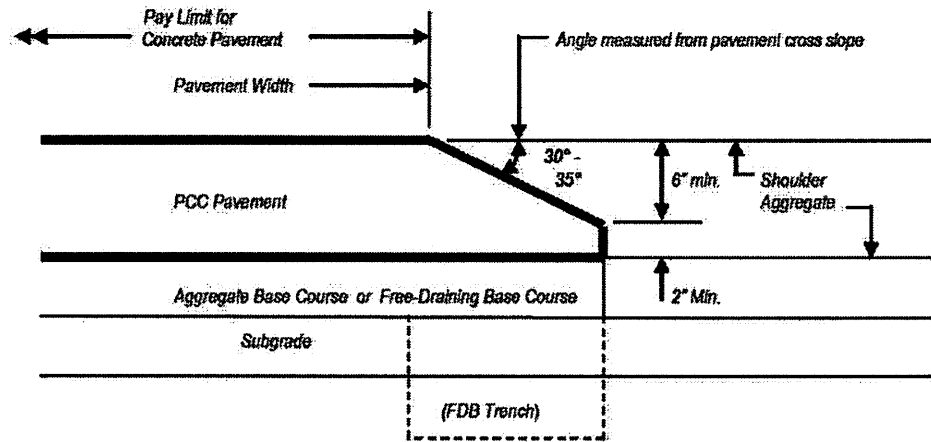 Pay Limit for
Concrete Pavement
Angle measured from pavement cross slope
Pavement Width
30° -
35°
6" min.
Shoulder
Aggregate
PCC Pavement
Aggregate Base Course or Free-Draining Base Course
2" Min.
Subgrade
(FDB Trench)